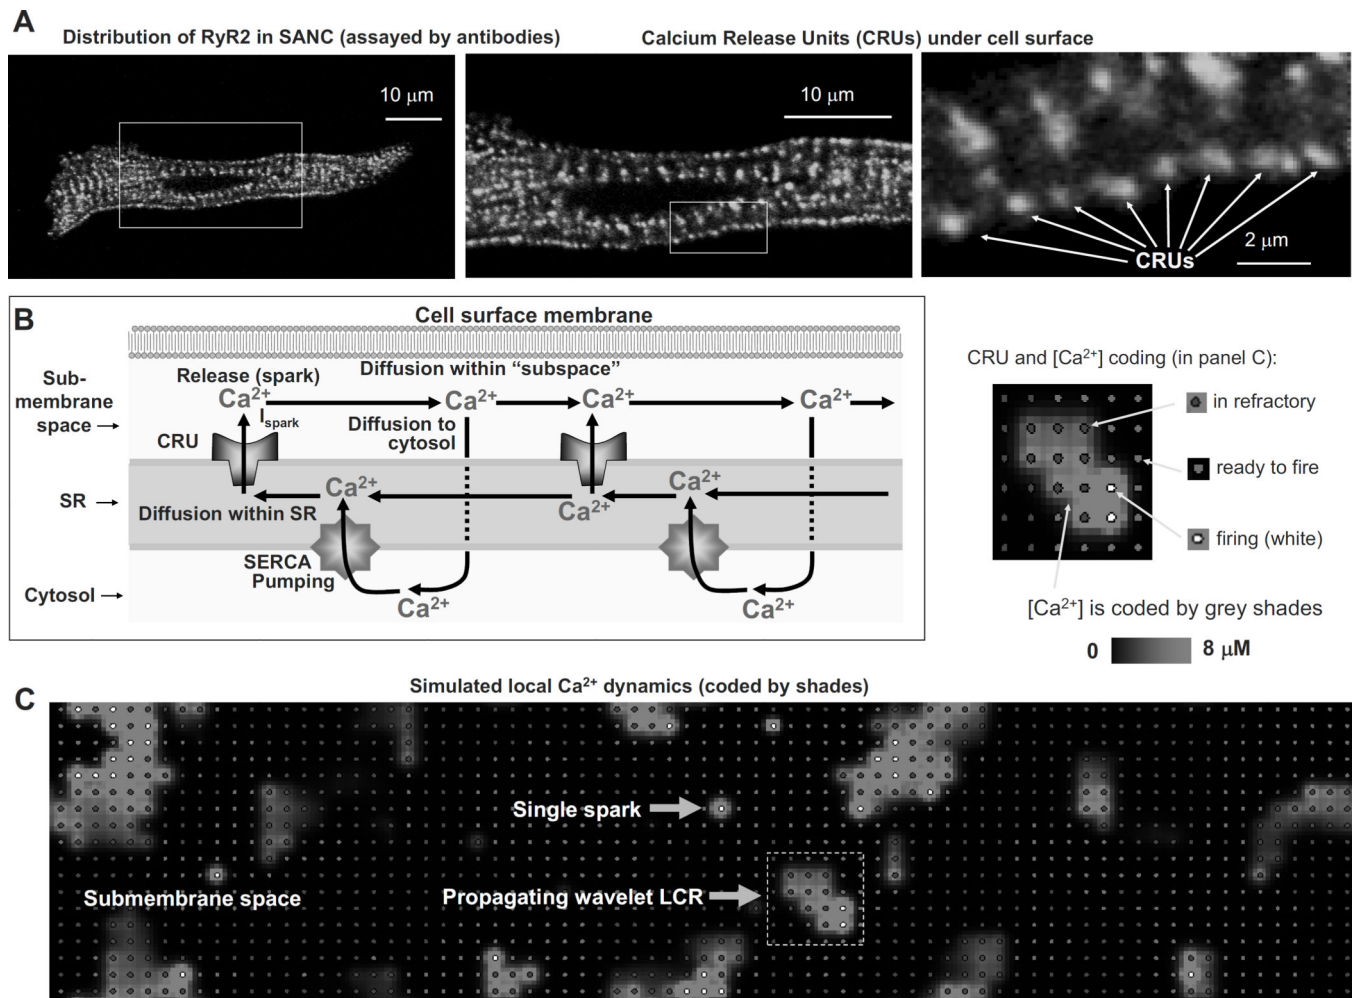 A
Distribution of RyR2 in SANC (assayed by antibodies)
Calcium Release Units (CRUs) under cell surface
10 μm
10 μm
CRUs
2 μm
B
Cell surface membrane
Sub-
membrane
space
Release (spark)
Diffusion within “subspace”
Ca2+
Ca2+
Ca2+
Ca2+
Ispark
CRU
Diffusion to
cytosol
SR
Ca2+
Ca2+
Ca2+
Diffusion within SR
SERCA
Pumping
Cytosol
Ca2+
Ca2+
CRU and [Ca2+] coding (in panel C):
in refractory
ready to fire
firing (white)
[Ca2+] is coded by grey shades
0
8 μM
C
Simulated local Ca2+ dynamics (coded by shades)
Single spark
Submembrane space
Propagating wavelet LCR